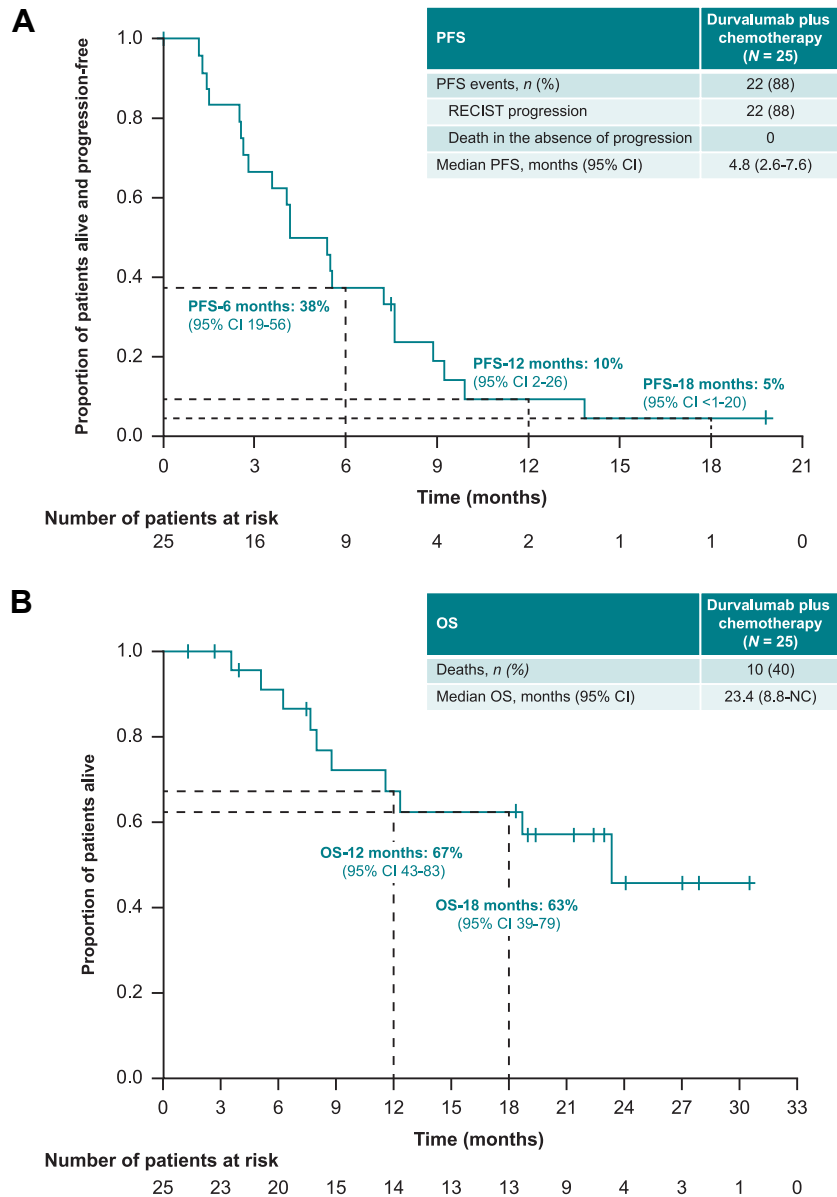 A
PFS
Durvalumab plus
chemotherapy
(N = 25)
PFS events, n (%)
22 (88)
RECIST progression
22 (88)
Death in the absence of progression
0
Median PFS, months (95% CI)
4.8 (2.6-7.6)
Proportion of patients alive and progression-free
1.0
0.8
0.6
0.4
0.2
0.0
PFS-6 months: 38%
(95% CI 19-56)
PFS-12 months: 10%
(95% CI 2-26)
PFS-18 months: 5%
(95% CI <1-20)
0 3 6 9 12 15 18 21
Time (months)
Number of patients at risk
25 16 9 4 2 1 1 0
B
OS
Durvalumab plus
chemotherapy
(N = 25)
Deaths, n (%)
10 (40)
Median OS, months (95% CI)
23.4 (8.8-NC)
Proportion of patients alive
1.0
0.8
0.6
0.4
0.2
0.0
OS-12 months: 67%
(95% CI 43-83)
OS-18 months: 63%
(95% CI 39-79)
0 3 6 9 12 15 18 21 24 27 30 33
Time (months)
Number of patients at risk
25 23 20 15 14 13 13 9 4 3 1 0